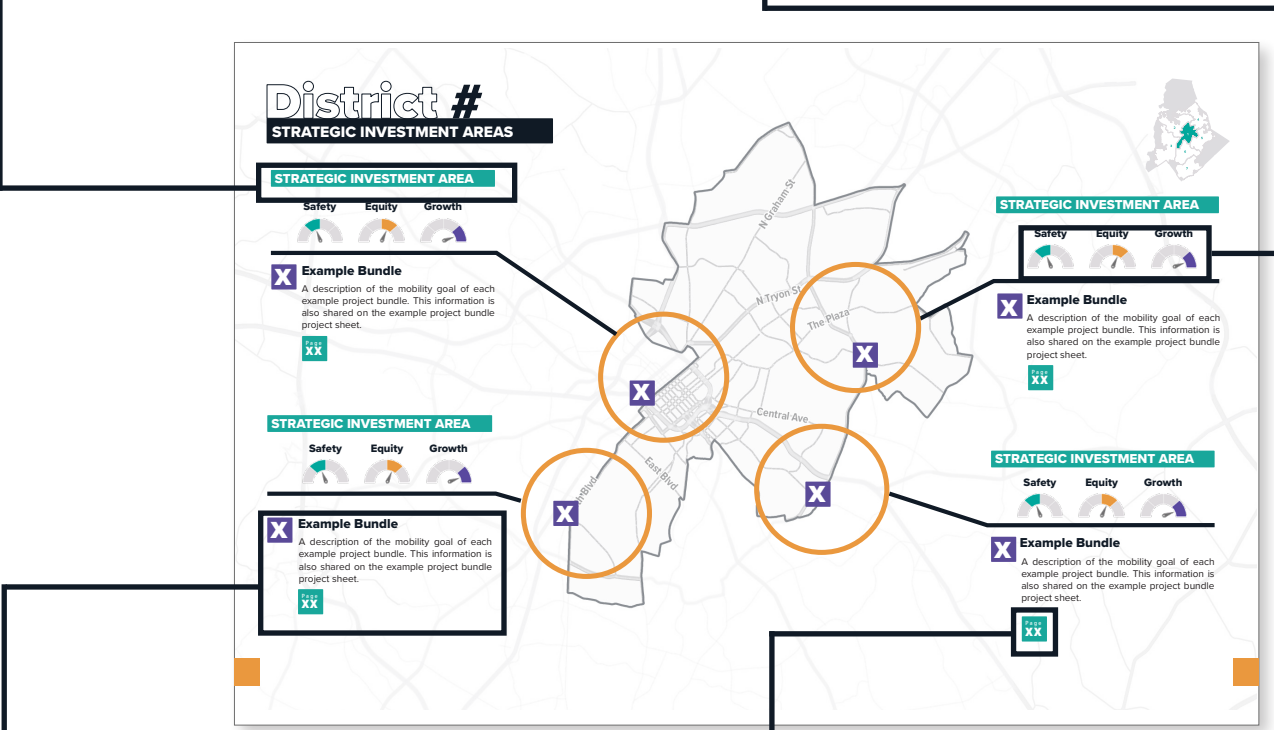 District #
STRATEGIC INVESTMENT AREAS
STRATEGIC INVESTMENT AREA
Safety Equity Growth
X Example Bundle
A description of the mobility goal of each
example project bundle. This information is
also shared on the example project bundle
project sheet.
Page
XX
STRATEGIC INVESTMENT AREA
Safety Equity Growth
X Example Bundle
A description of the mobility goal of each
example project bundle. This information is
also shared on the example project bundle
project sheet.
Page
XX
N Graham St
N Tryon St
The Plaza
X
X
Central Ave
East Blvd
X
X
STRATEGIC INVESTMENT AREA
Safety Equity Growth
X Example Bundle
A description of the mobility goal of each
example project bundle. This information is
also shared on the example project bundle
project sheet.
Page
XX
STRATEGIC INVESTMENT AREA
Safety Equity Growth
X Example Bundle
A description of the mobility goal of each
example project bundle. This information is
also shared on the example project bundle
project sheet.
Page
XX